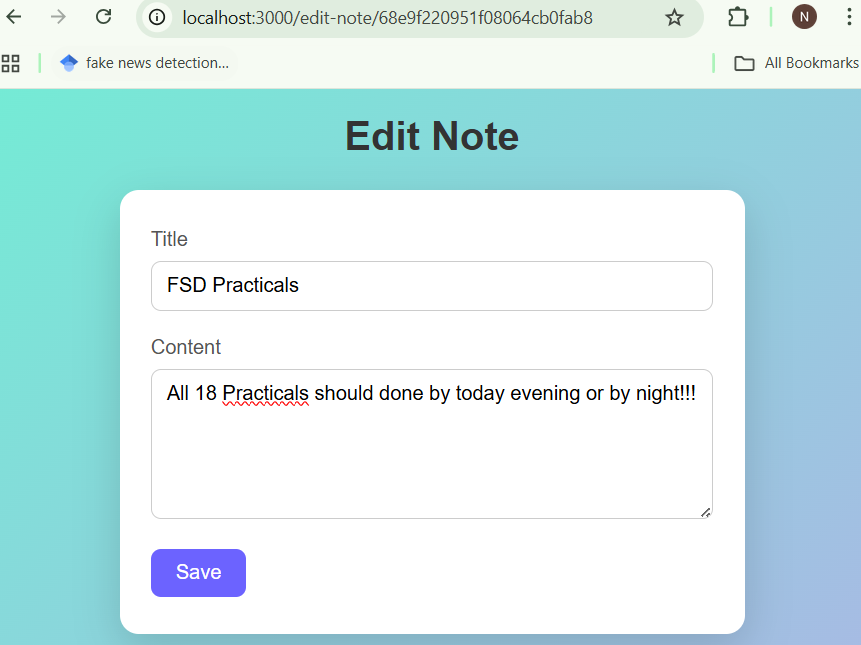 localhost:3000/edit-note/68e9f220951f08064cb0fab8
N
fake news detection...
All Bookmarks
Edit Note
Title
FSD Practicals
Content
All 18 Practicals should done by today evening or by night!!!
Save